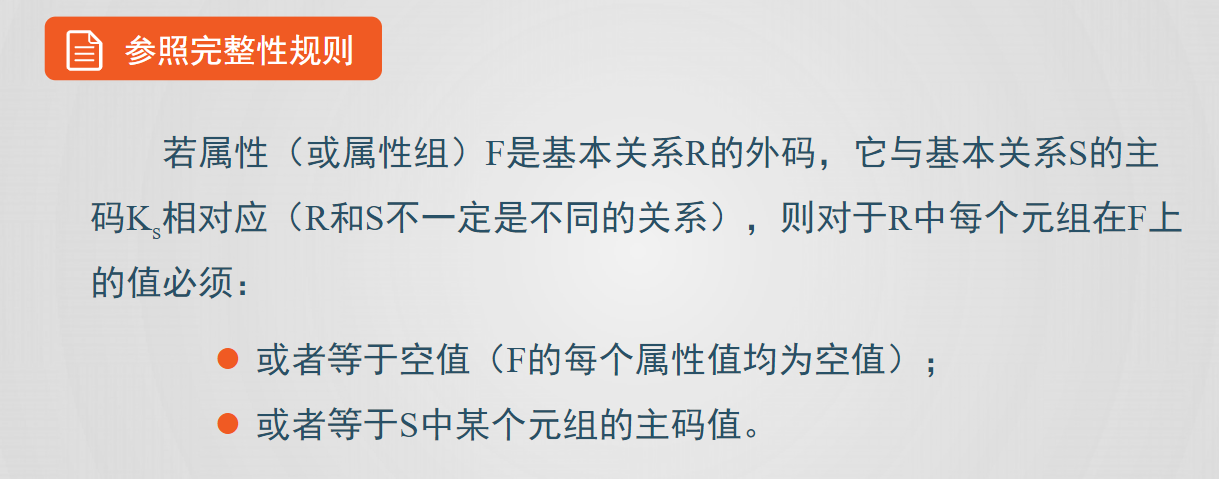 参照完整性规则
若属性（或属性组）F是基本关系R的外码，它与基本关系S的主
码Ks相对应（R和S不一定是不同的关系），则对于R中每个元组在F上
的值必须：
或者等于空值（F的每个属性值均为空值）；
或者等于S中某个元组的主码值。